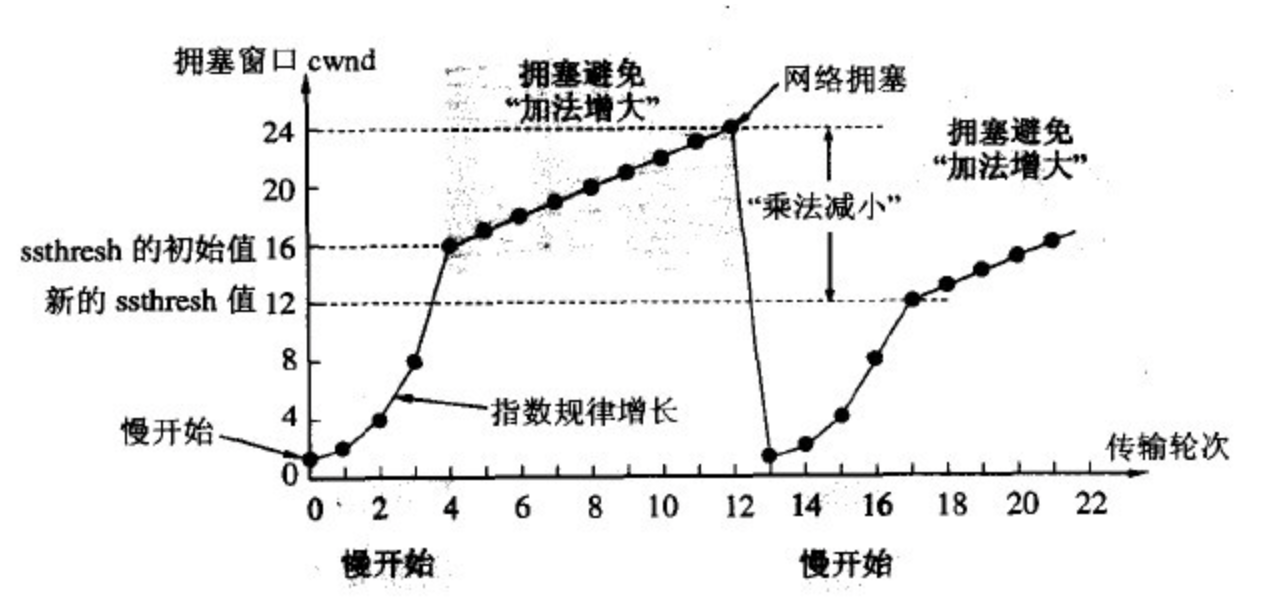 拥塞窗口 cwnd
拥塞避免
“加法增大”
网络拥塞
拥塞避免
“加法增大”
24
20
“乘法减小”
ssthresh 的初始值 16
新的 ssthresh 值 12
8
4
指数规律增长
慢开始
传输轮次
0
0 2 4 6 8 10 12 14 16 18 20 22
慢开始
慢开始